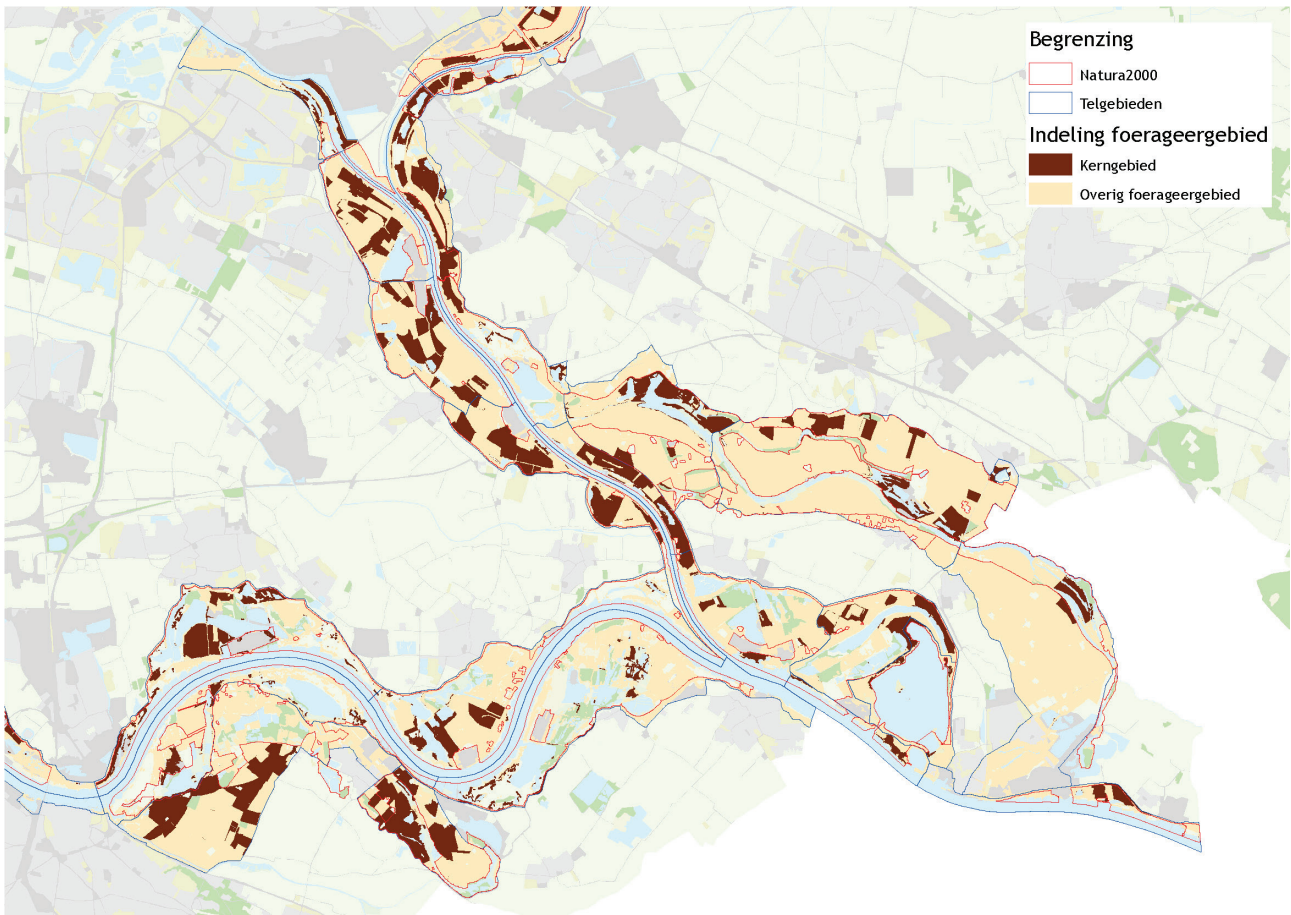 Begrenzing
Natura2000
Telgebieden
Indeling foerageergebied
Kerngebied
Overig foerageergebied